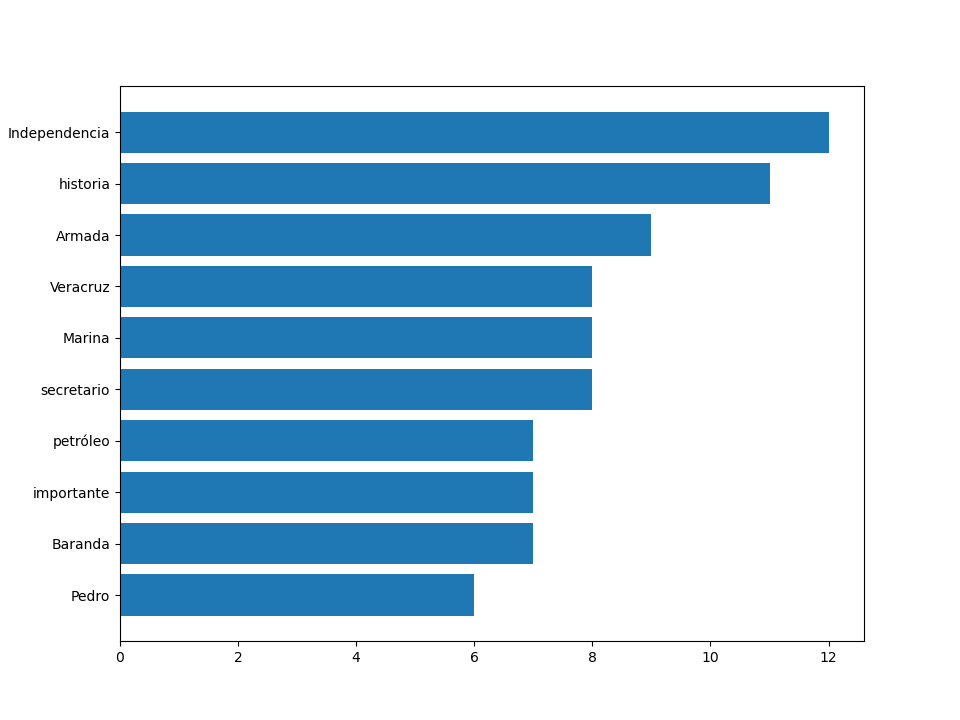 Independencia
historia
Armada
Veracruz
Marina
secretario
petróleo
importante
Baranda
Pedro
0 2 4 6 8 10 12